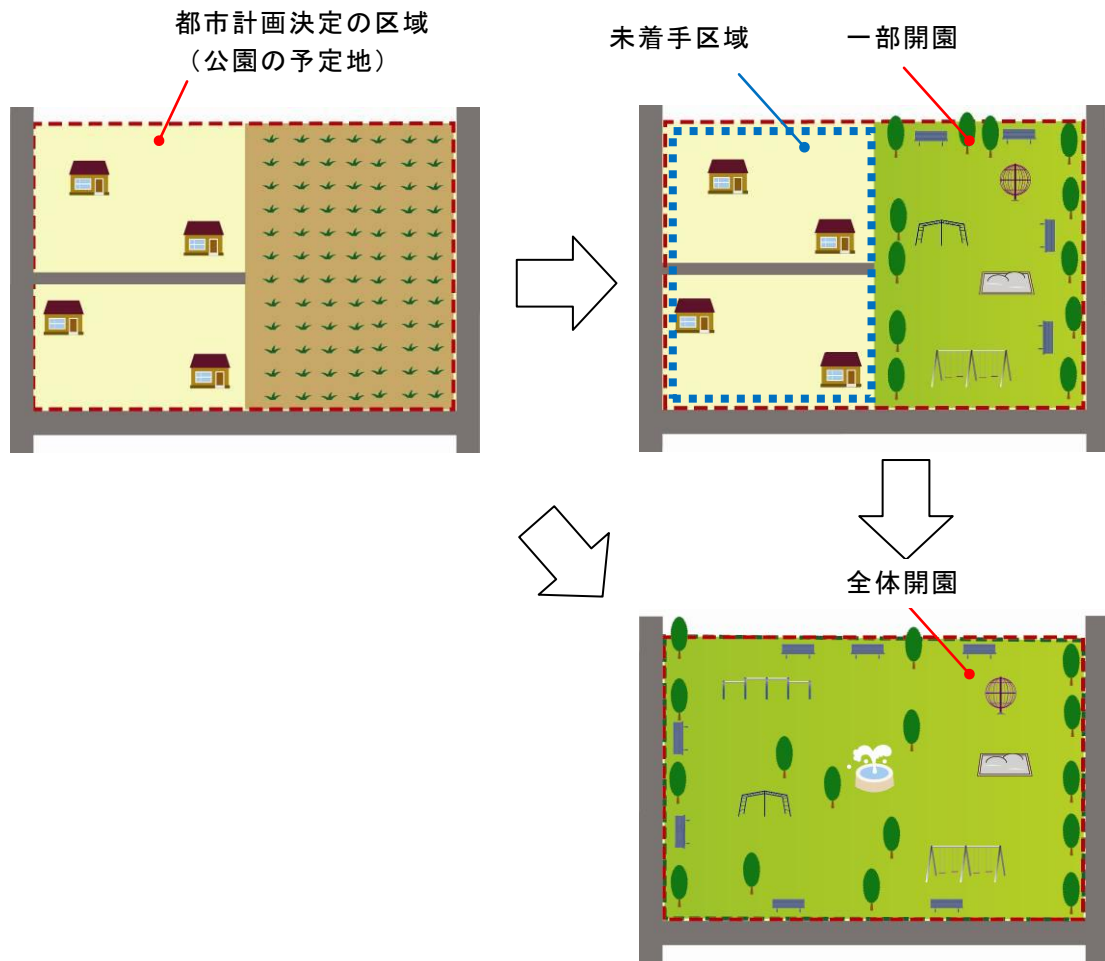 都市計画決定の区域
（公園の予定地）
未着手区域
一部開園
全体開園